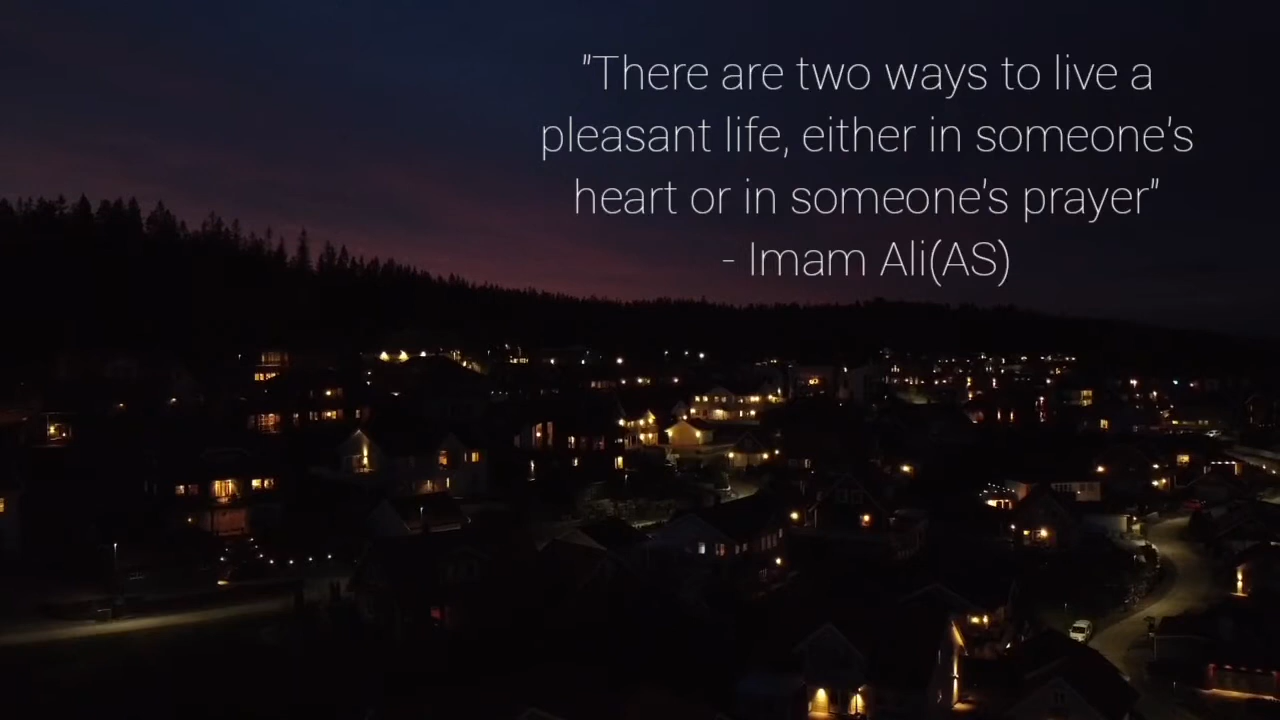 "There are two ways to live a
pleasant life, either in someone's
heart or in someone's prayer"
- Imam Ali(AS)